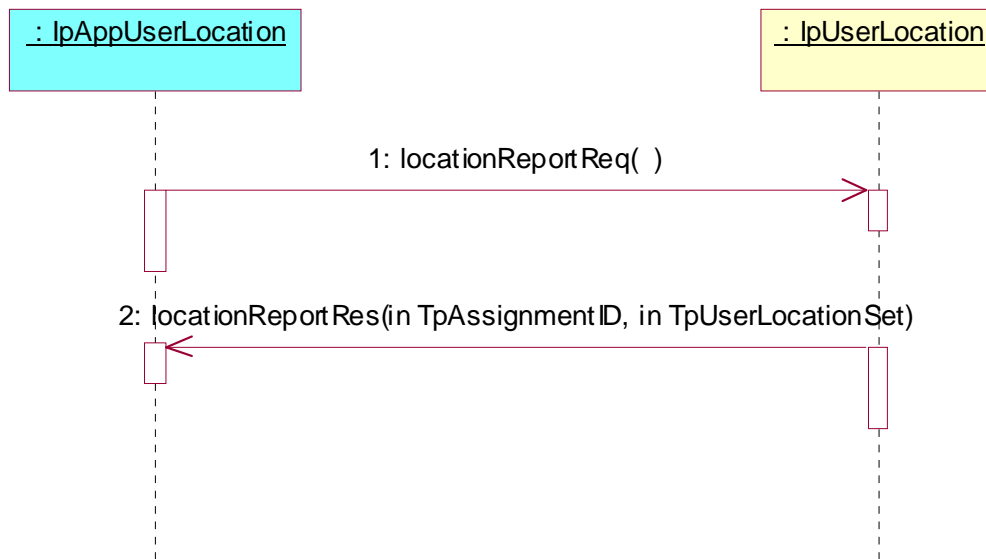 : IpAppUserLocation
: IpUserLocation
1: locationReportReq( )
2: locationReportRes(in TpAssignmentID, in TpUserLocationSet)